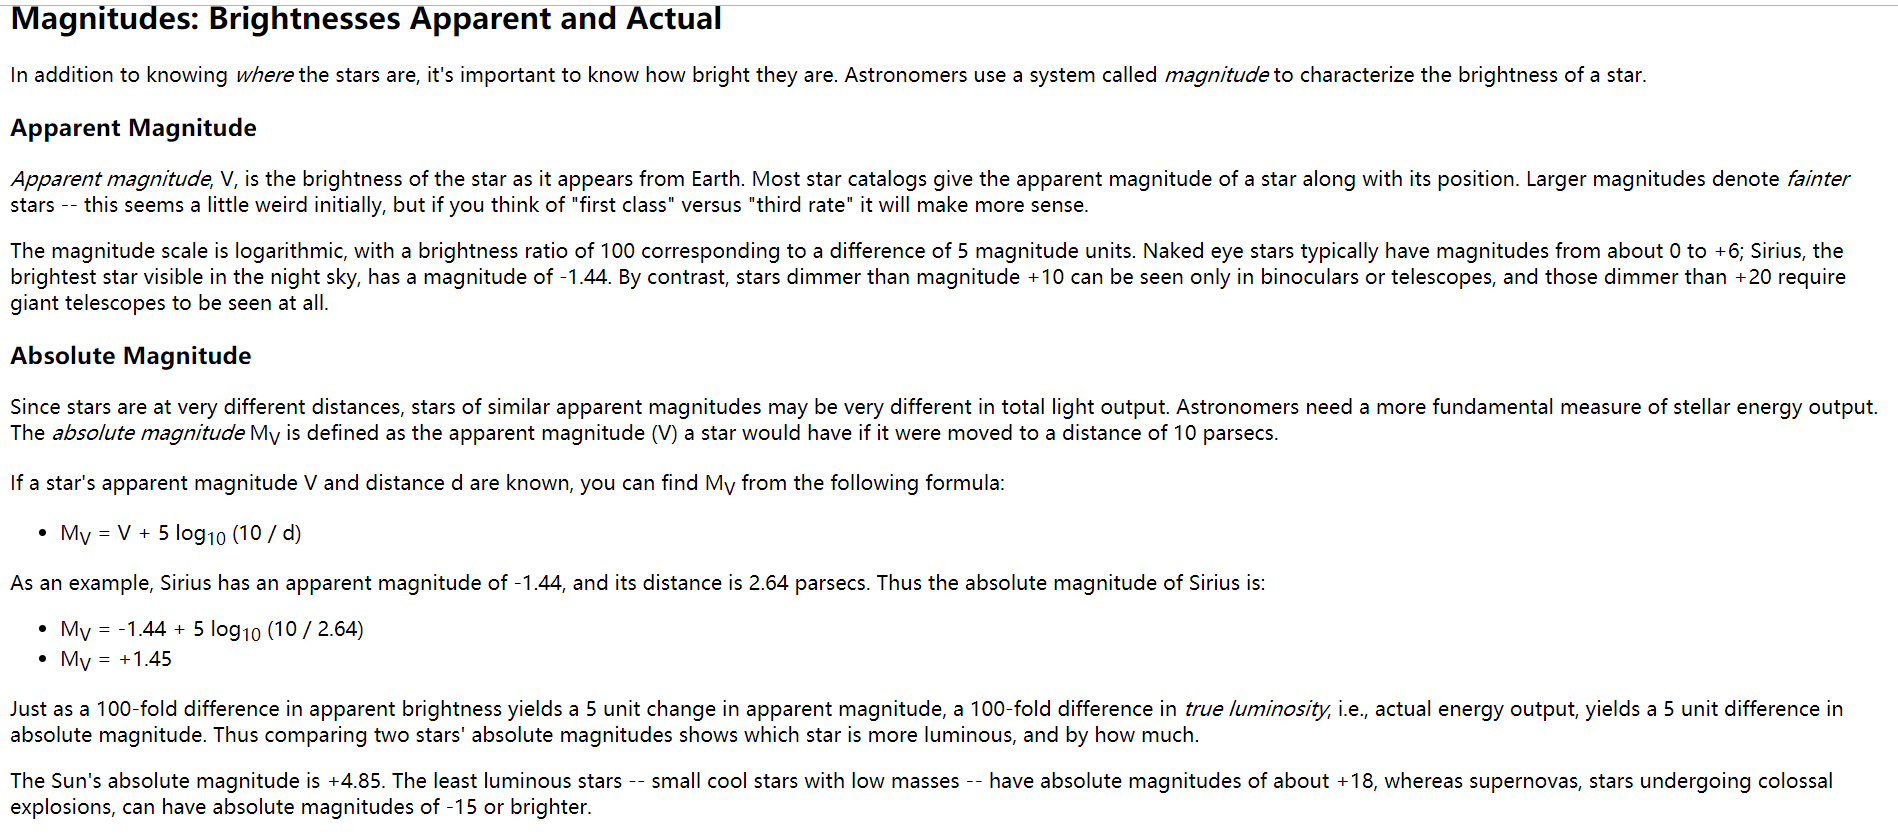 Magnitudes: Brightnesses Apparent and Actual
In addition to knowing where the stars are, it's important to know how bright they are. Astronomers use a system called magnitude to characterize the brightness of a star.
Apparent Magnitude
Apparent magnitude, V, is the brightness of the star as it appears from Earth. Most star catalogs give the apparent magnitude of a star along with its position. Larger magnitudes denote fainter
stars -- this seems a little weird initially, but if you think of "first class" versus "third rate" it will make more sense.
The magnitude scale is logarithmic, with a brightness ratio of 100 corresponding to a difference of 5 magnitude units. Naked eye stars typically have magnitudes from about 0 to +6; Sirius, the
brightest star visible in the night sky, has a magnitude of -1.44. By contrast, stars dimmer than magnitude +10 can be seen only in binoculars or telescopes, and those dimmer than +20 require
giant telescopes to be seen at all.
Absolute Magnitude
Since stars are at very different distances, stars of similar apparent magnitudes may be very different in total light output. Astronomers need a more fundamental measure of stellar energy output.
The absolute magnitude MV is defined as the apparent magnitude (V) a star would have if it were moved to a distance of 10 parsecs.
If a star's apparent magnitude V and distance d are known, you can find MV from the following formula:
• MV = V + 5 log10 (10 / d)
As an example, Sirius has an apparent magnitude of -1.44, and its distance is 2.64 parsecs. Thus the absolute magnitude of Sirius is:
• MV = -1.44 + 5 log10 (10 / 2.64)
• MV = +1.45
Just as a 100-fold difference in apparent brightness yields a 5 unit change in apparent magnitude, a 100-fold difference in true luminosity, i.e., actual energy output, yields a 5 unit difference in
absolute magnitude. Thus comparing two stars' absolute magnitudes shows which star is more luminous, and by how much.
The Sun's absolute magnitude is +4.85. The least luminous stars -- small cool stars with low masses -- have absolute magnitudes of about +18, whereas supernovas, stars undergoing colossal
explosions, can have absolute magnitudes of -15 or brighter.